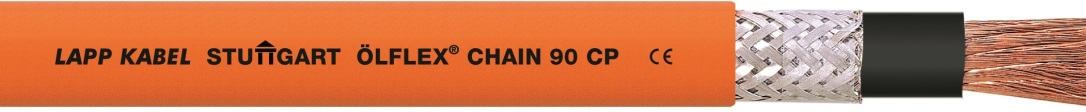 LAPP KABEL STUTTGART ÖLFLEX® CHAIN 90 CP CE